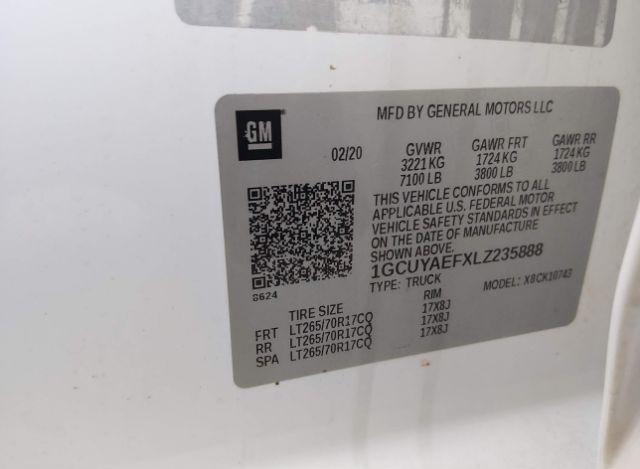 MFD BY GENERAL MOTORS LLC
GM
02/20
GVWR GAWR FRT GAWR RR
3221 KG 1724 KG 1724 KG
7100 LB 3800 LB 3800 LB
THIS VEHICLE CONFORMS TO ALL
APPLICABLE U.S. FEDERAL MOTOR
VEHICLE SAFETY STANDARDS IN EFFECT
ON THE DATE OF MANUFACTURE
SHOWN ABOVE.
1GCUYAEFXLZ235888
TYPE: TRUCK MODEL: X8CK10743
8624
TIRE SIZE RIM
FRT LT265/70R17CQ 17X8J
RR LT265/70R17CQ 17X8J
SPA LT265/70R17CQ 17X8J